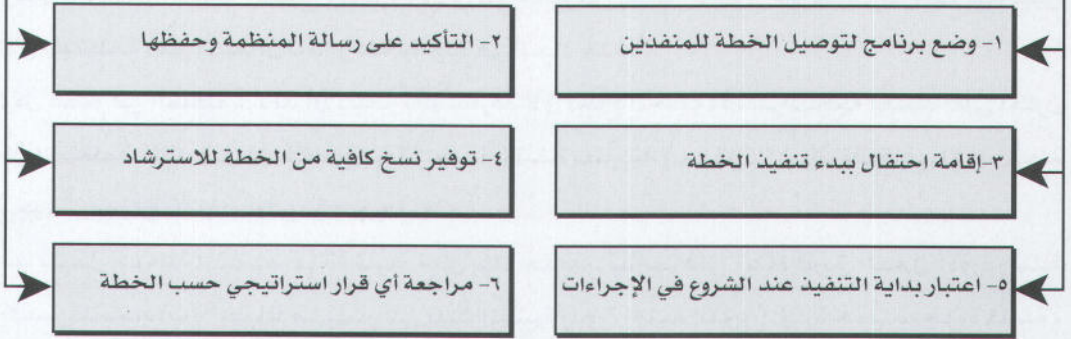 ١- وضع برنامج لتوصيل الخطة للمنفذين
٢- التأكيد على رسالة المنظمة وحفظها
٣-إقامة احتفال ببدء تنفيذ الخطة
٤- توفير نسخ كافية من الخطة للاسترشاد
٥- اعتبار بداية التنفيذ عند الشروع في الإجراءات
٦- مراجعة أي قرار استراتيجي حسب الخطة